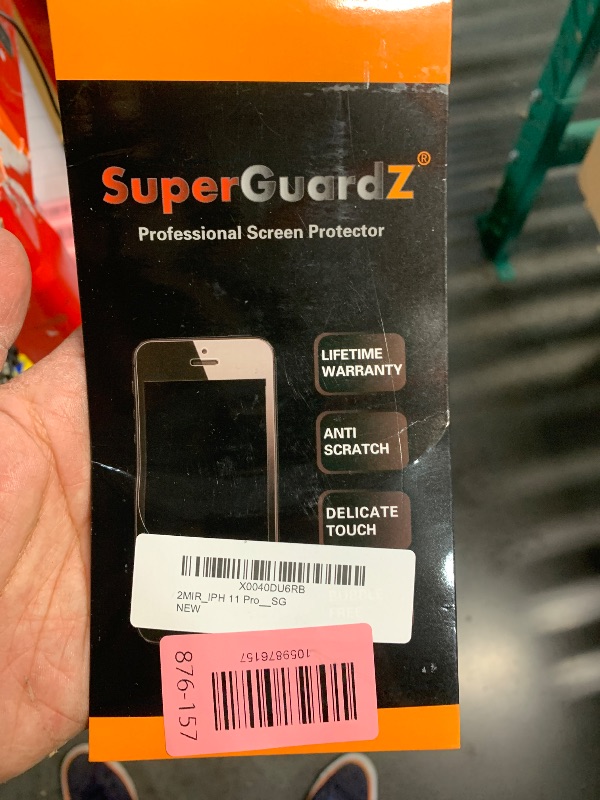 SuperGuardZ®
Professional Screen Protector
LIFETIME
WARRANTY
ANTI
SCRATCH
DELICATE
TOUCH
X0040DU6RB
2MIR_IPH 11 Pro__SG
NEW
1059876157
876-157